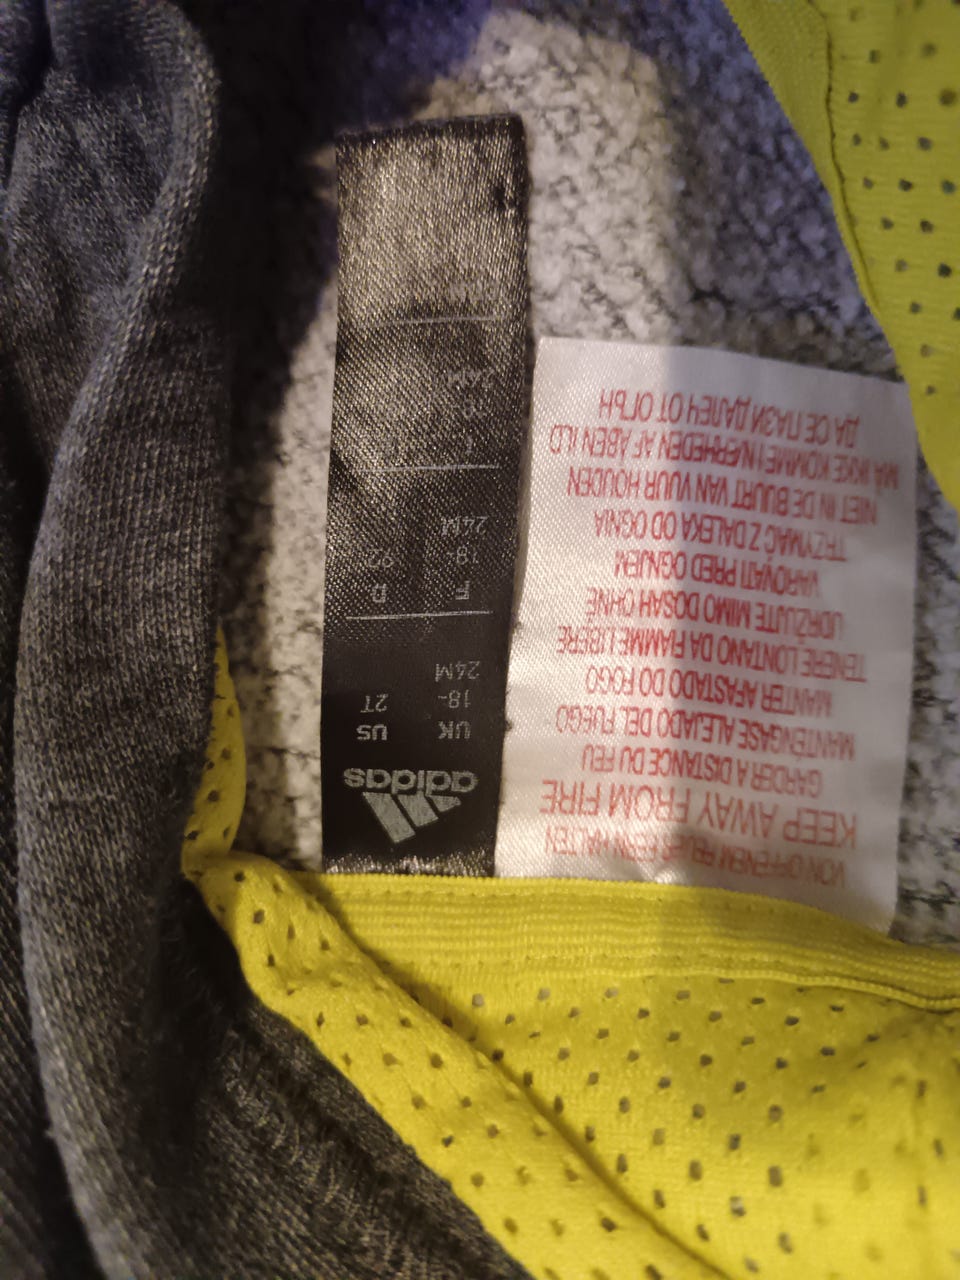 adidas
UK US
18- 2T
24M
F D
18- 92
24M
VON OFFENEM FEUER FERN HALTEN
KEEP AWAY FROM FIRE
GARDER A DISTANCE DU FEU
MANTÉNGASE ALEJADO DEL FUEGO
MANTER AFASTADO DO FOGO
TENERE LONTANO DA FIAMME LIBERE
UDRŽUJTE MIMO DOSAH OHNĚ
VAROVATI PRED OGNJEM
TRZYMAĆ Z DALEKA OD OGNIA
NIET IN DE BUURT VAN VUUR HOUDEN
MÅ IKKE KOMME I NÆRHEDEN AF ÅBEN ILD
ДА СЕ ПАЗИ ДАЛЕЧ ОТ ОГЪН